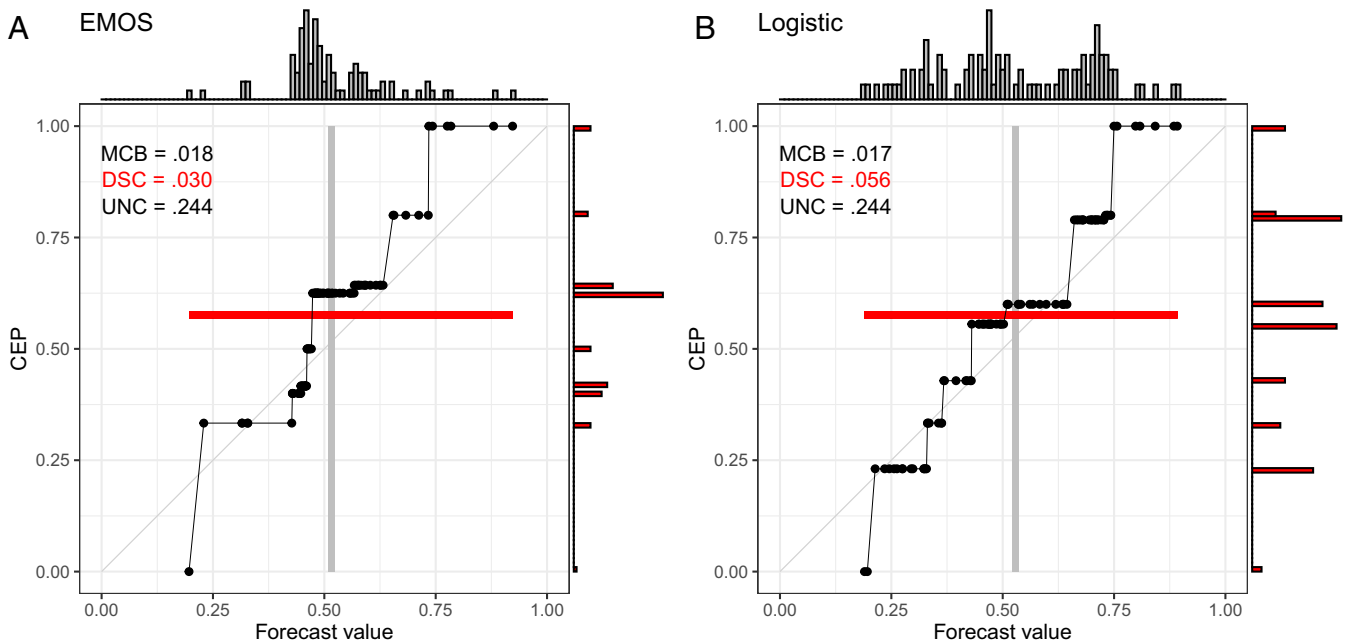 A
EMOS
MCB = .018
DSC = .030
UNC = .244
1.00
0.75
0.50
0.25
0.00
CEP
0.00
0.25
0.50
0.75
1.00
Forecast value
B
Logistic
MCB = .017
DSC = .056
UNC = .244
1.00
0.75
0.50
0.25
0.00
CEP
0.00
0.25
0.50
0.75
1.00
Forecast value